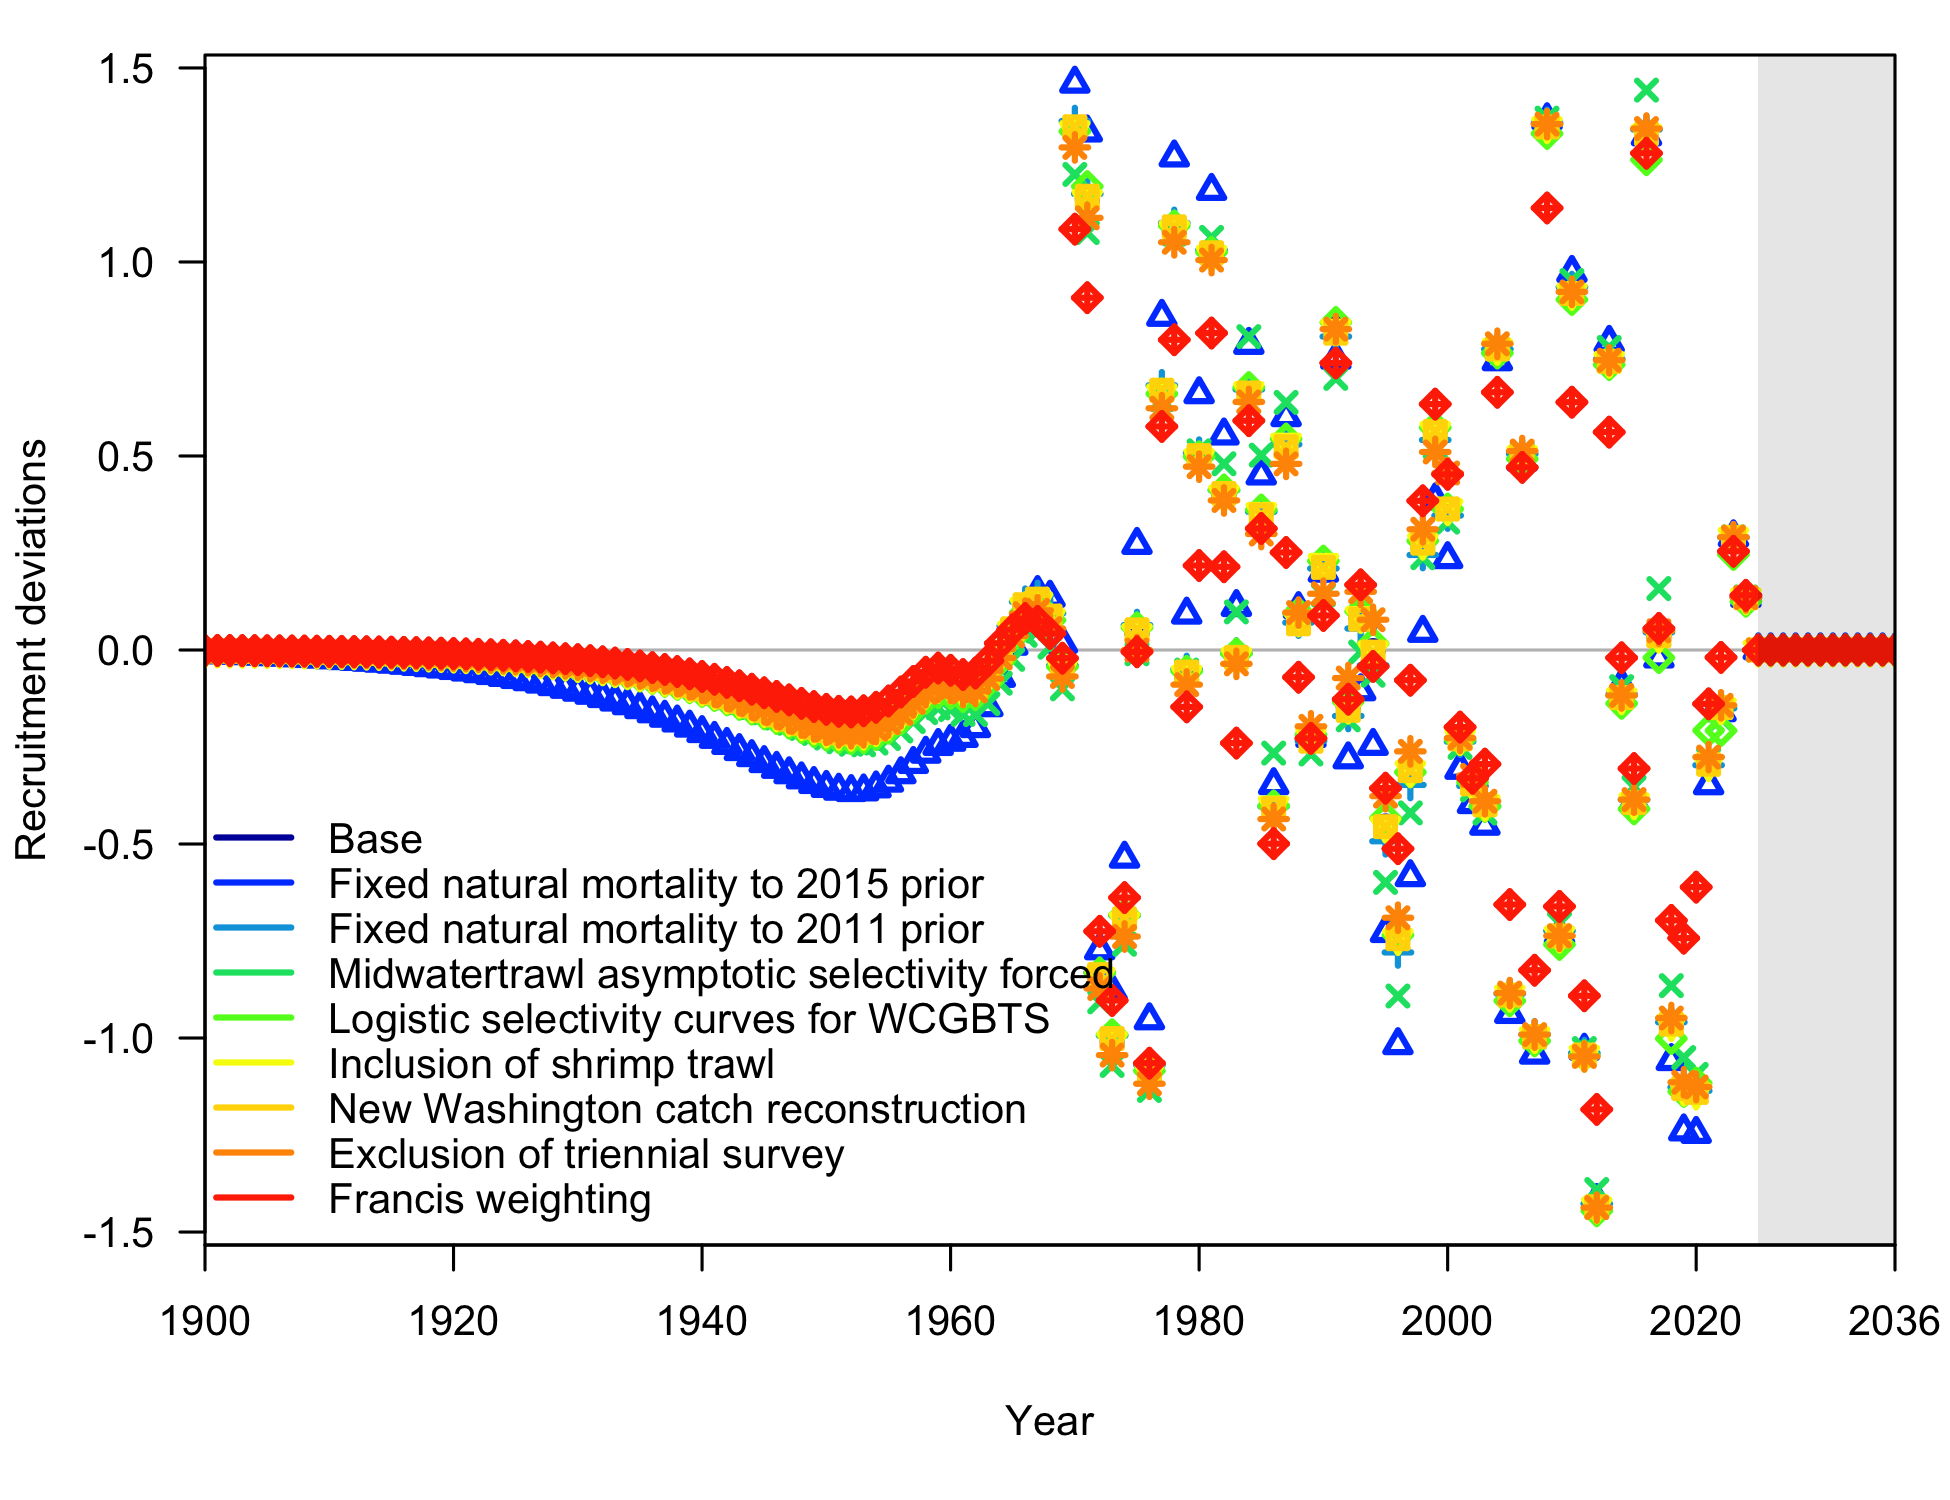 1.5
1.0
0.5
0.0
-0.5
-1.0
-1.5
Recruitment deviations
Base
Fixed natural mortality to 2015 prior
Fixed natural mortality to 2011 prior
Midwatertrawl asymptotic selectivity forced
Logistic selectivity curves for WCGBTS
Inclusion of shrimp trawl
New Washington catch reconstruction
Exclusion of triennial survey
Francis weighting
1900 1920 1940 1960 1980 2000 2020 2036
Year